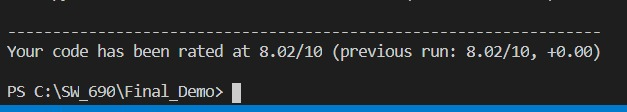 ------------------------------------------------------------------
Your code has been rated at 8.02/10 (previous run: 8.02/10, +0.00)
PS C:\SW_690\Final_Demo>